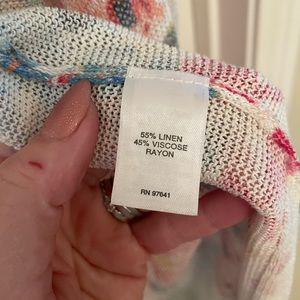 55% LINEN
45% VISCOSE
RAYON
RN 97641